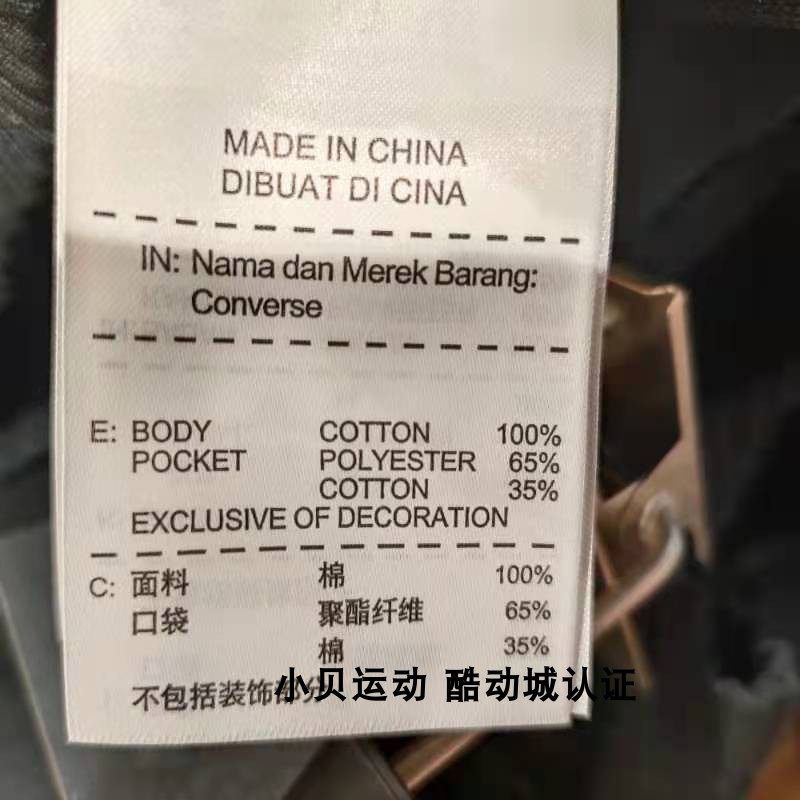 MADE IN CHINA
DIBUAT DI CINA
IN: Nama dan Merek Barang:
Converse
E: BODY COTTON 100%
POCKET POLYESTER 65%
COTTON 35%
EXCLUSIVE OF DECORATION
C: 面料 棉 100%
口袋 聚酯纤维 65%
棉 35%
不包括装饰部分
小贝运动 酷动城认证